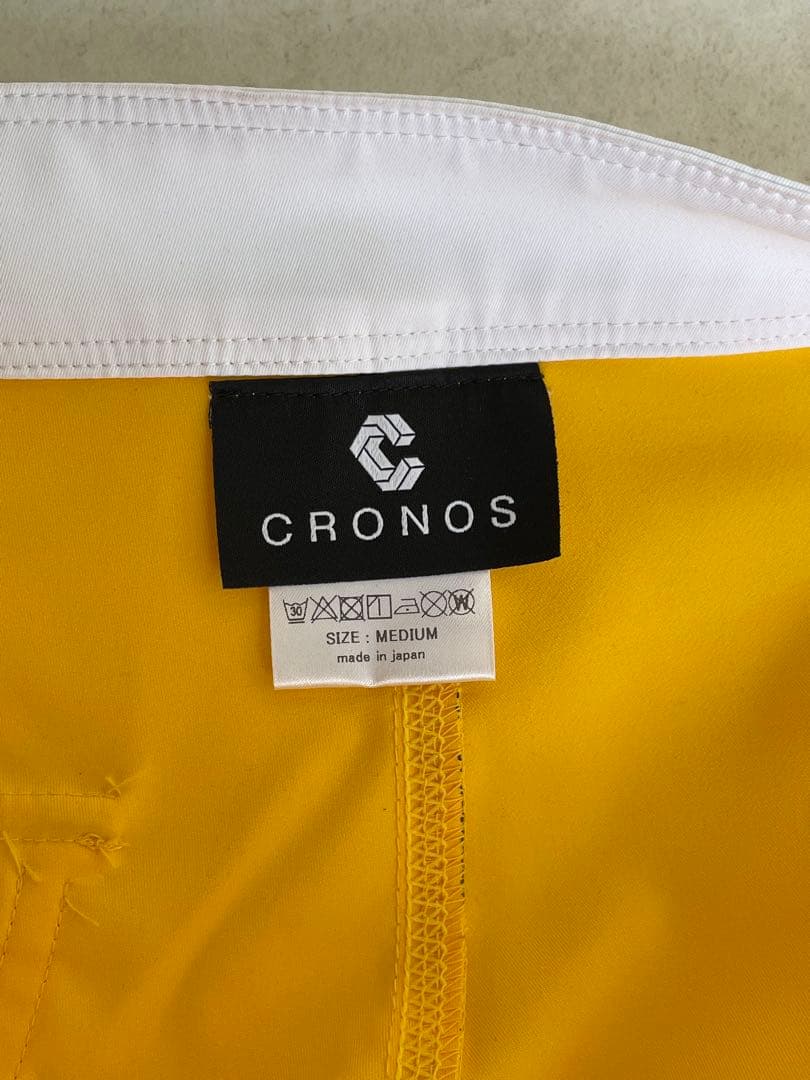 CRONOS
30 W
SIZE : MEDIUM
made in japan